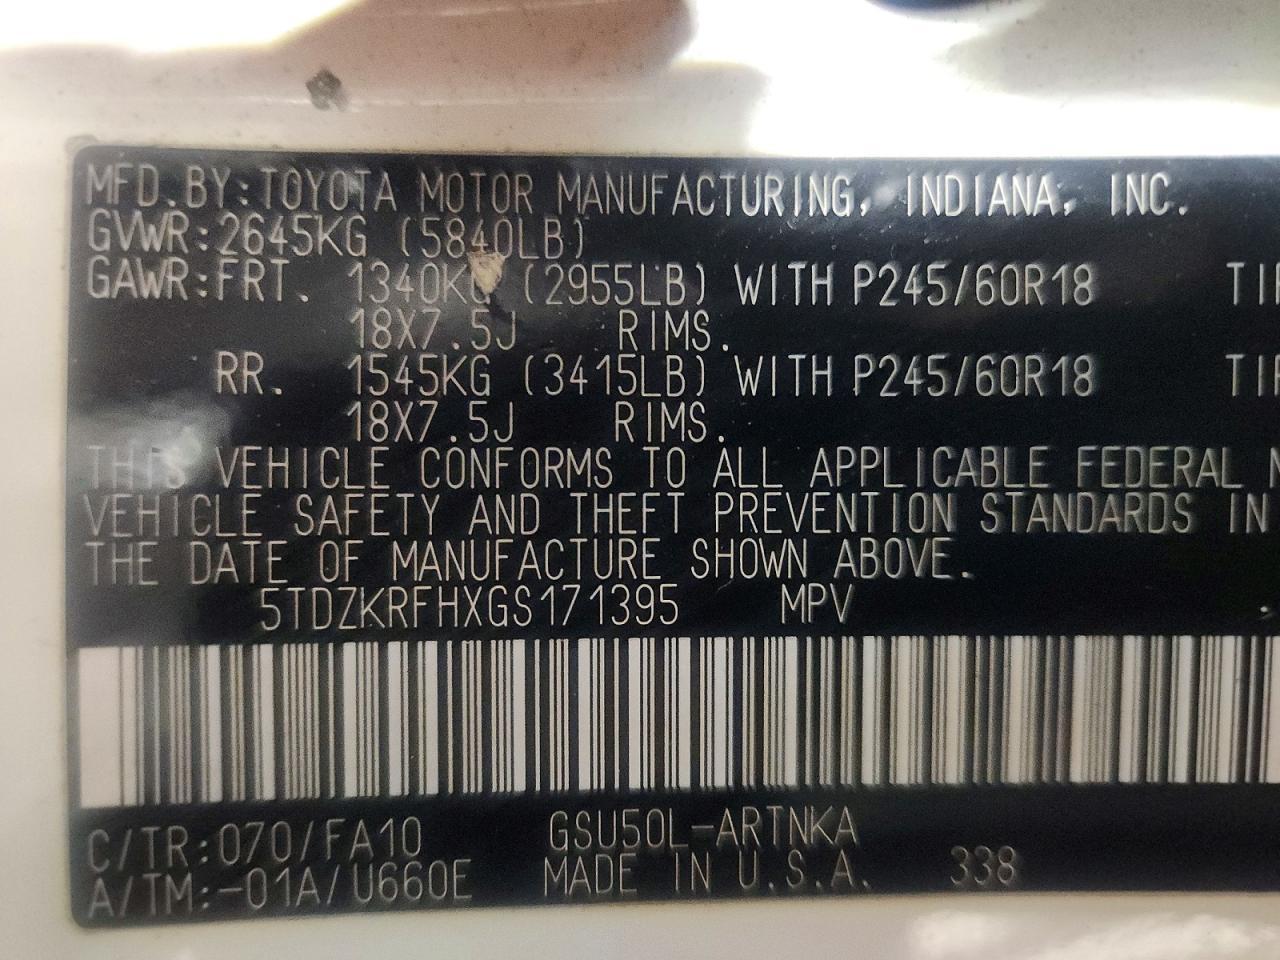 MFD.BY:TOYOTA MOTOR MANUFACTURING, INDIANA, INC.
GVWR:2645KG (5840LB)
GAWR:FRT. 1340KG (2955LB) WITH P245/60R18
18X7.5J RIMS.
RR. 1545KG (3415LB) WITH P245/60R18
18X7.5J RIMS.
THIS VEHICLE CONFORMS TO ALL APPLICABLE FEDERAL
VEHICLE SAFETY AND THEFT PREVENTION STANDARDS IN
THE DATE OF MANUFACTURE SHOWN ABOVE.
5TDZKRFHXGS171395 MPV
C/TR:070/FA10 GSU50L-ARTNKA
A/TM:-01A/U660E MADE IN U.S.A. 338